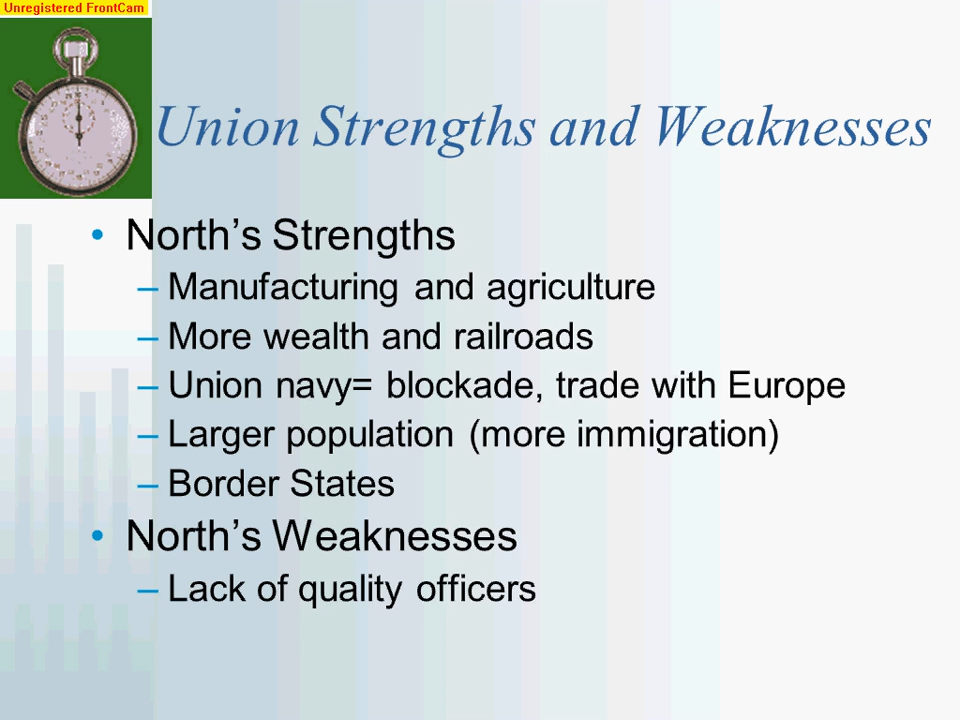 Unregistered FrontCam
Union Strengths and Weaknesses
• North’s Strengths
– Manufacturing and agriculture
– More wealth and railroads
– Union navy= blockade, trade with Europe
– Larger population (more immigration)
– Border States
• North’s Weaknesses
– Lack of quality officers